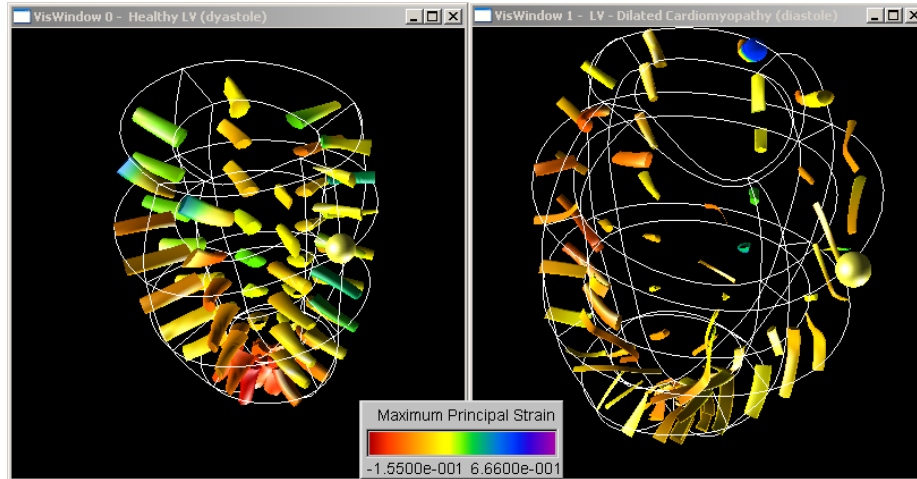 VisWindow 0 - Healthy LV (dyastole)
VisWindow 1 - LV - Dilated Cardiomyopathy (diastole)
Maximum Principal Strain
-1.5500e-001 6.6600e-001